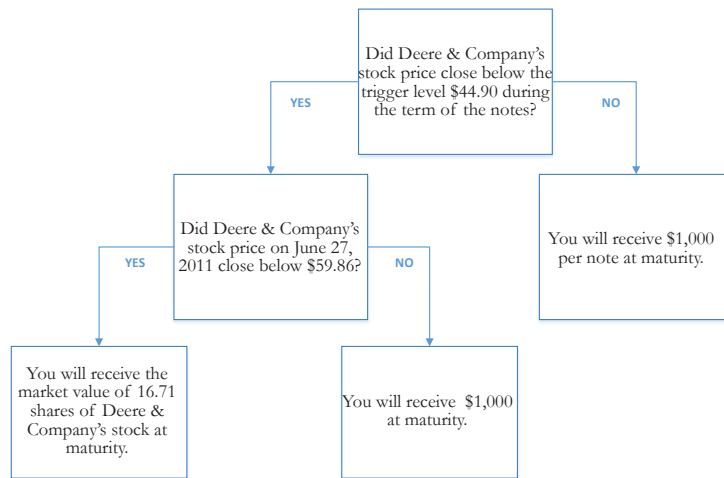 Did Deere & Company's
stock price close below the
trigger level $44.90 during
the term of the notes?
YES
NO
Did Deere & Company's
stock price on June 27,
2011 close below $59.86?
You will receive $1,000
per note at maturity.
YES
NO
You will receive the
market value of 16.71
shares of Deere &
Company's stock at
maturity.
You will receive $1,000
at maturity.